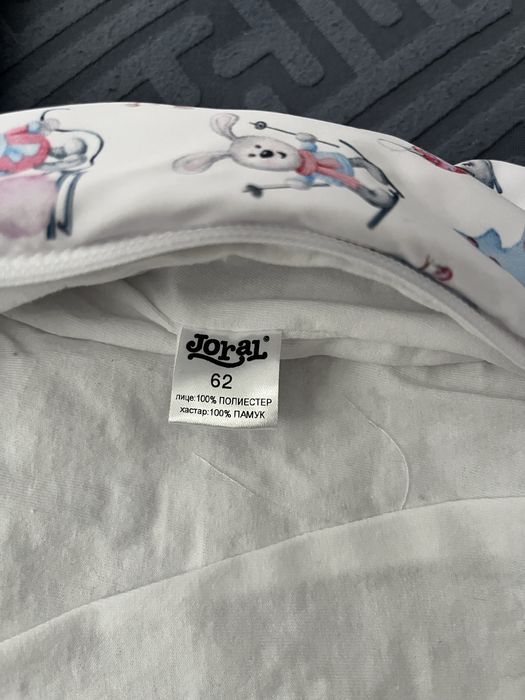 Joral®
62
лице:100% ПОЛИЕСТЕР
хастар:100% ПАМУК